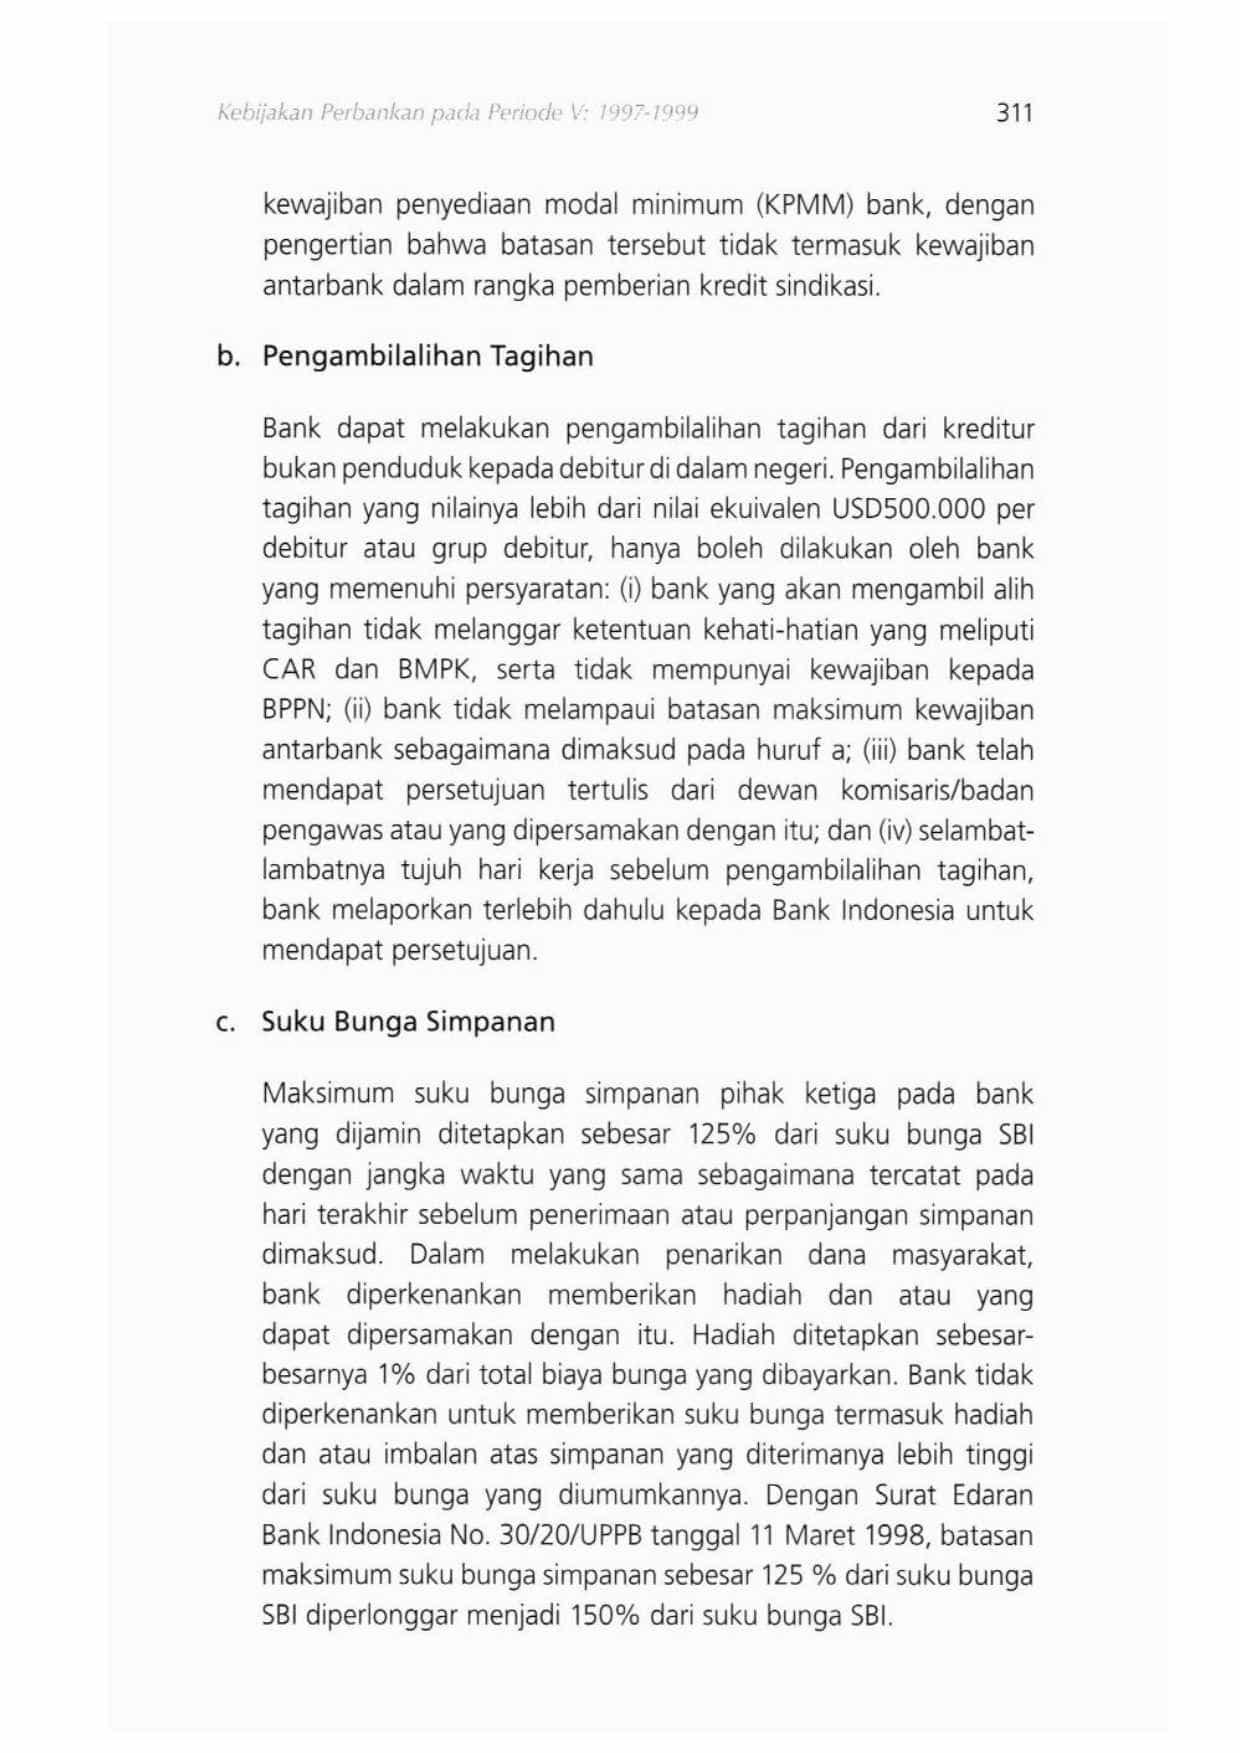 Kebijakan Perbankan pada Periode V: 1997-1999 311
kewajiban penyediaan modal minimum (KPMM) bank, dengan
pengertian bahwa batasan tersebut tidak termasuk kewajiban
antarbank dalam rangka pemberian kredit sindikasi.
b. Pengambilalihan Tagihan
Bank dapat melakukan pengambilalihan tagihan dari kreditur
bukan penduduk kepada debitur di dalam negeri. Pengambilalihan
tagihan yang nilainya lebih dari nilai ekuivalen USD500.000 per
debitur atau grup debitur, hanya boleh dilakukan oleh bank
yang memenuhi persyaratan: (i) bank yang akan mengambil alih
tagihan tidak melanggar ketentuan kehati-hatian yang meliputi
CAR dan BMPK, serta tidak mempunyai kewajiban kepada
BPPN; (ii) bank tidak melampaui batasan maksimum kewajiban
antarbank sebagaimana dimaksud pada huruf a; (iii) bank telah
mendapat persetujuan tertulis dari dewan komisaris/badan
pengawas atau yang dipersamakan dengan itu; dan (iv) selambat-
lambatnya tujuh hari kerja sebelum pengambilalihan tagihan,
bank melaporkan terlebih dahulu kepada Bank Indonesia untuk
mendapat persetujuan.
c. Suku Bunga Simpanan
Maksimum suku bunga simpanan pihak ketiga pada bank
yang dijamin ditetapkan sebesar 125% dari suku bunga SBI
dengan jangka waktu yang sama sebagaimana tercatat pada
hari terakhir sebelum penerimaan atau perpanjangan simpanan
dimaksud. Dalam melakukan penarikan dana masyarakat,
bank diperkenankan memberikan hadiah dan atau yang
dapat dipersamakan dengan itu. Hadiah ditetapkan sebesar-
besarnya 1% dari total biaya bunga yang dibayarkan. Bank tidak
diperkenankan untuk memberikan suku bunga termasuk hadiah
dan atau imbalan atas simpanan yang diterimanya lebih tinggi
dari suku bunga yang diumumkannya. Dengan Surat Edaran
Bank Indonesia No. 30/20/UPPB tanggal 11 Maret 1998, batasan
maksimum suku bunga simpanan sebesar 125 % dari suku bunga
SBI diperlonggar menjadi 150% dari suku bunga SBI.